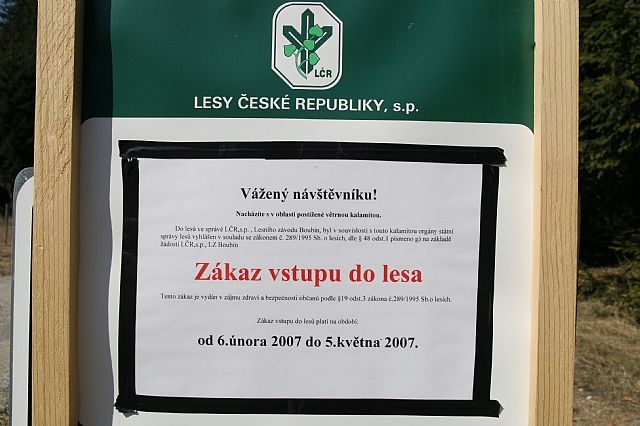 LČR
LESY ČESKÉ REPUBLIKY, s.p.
Vážený návštěvníku!
Nacházíte s v oblasti postižené větrnou kalamitou.
Do lesů ve správě LČR,s.p. , Lesního závodu Boubín, byl v souvislosti s touto kalamitou orgány státní
správy lesů vyhlášen v souladu se zákonem č. 289/1995 Sb. o lesích, dle § 48 odst.1 písmeno g) na základě
žádosti LČR,s.p., LZ Boubín
Zákaz vstupu do lesa
Tento zákaz je vydán v zájmu zdraví a bezpečnosti občanů podle §19 odst.3 zákona č.289/1995 Sb.o lesích.
Zákaz vstupu do lesů platí na období:
od 6.února 2007 do 5.května 2007.